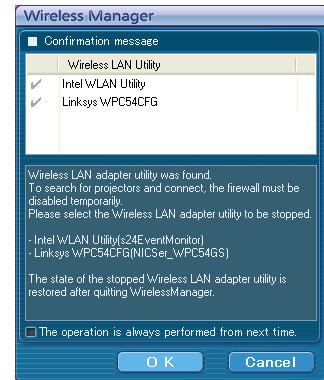 Wireless Manager
Confirmation message
Wireless LAN Utility
Intel WLAN Utility
Linksys WPC54CFG
Wireless LAN adapter utility was found.
To search for projectors and connect, the firewall must be
disabled temporarily.
Please select the Wireless LAN adapter utility to be stopped.
- Intel WLAN Utility(s24EventMonitor)
- Linksys WPC54CFG(NICSer_WPC54GS)
The state of the stopped Wireless LAN adapter utility is
restored after quitting WirelessManager.
The operation is always performed from next time.
OK Cancel